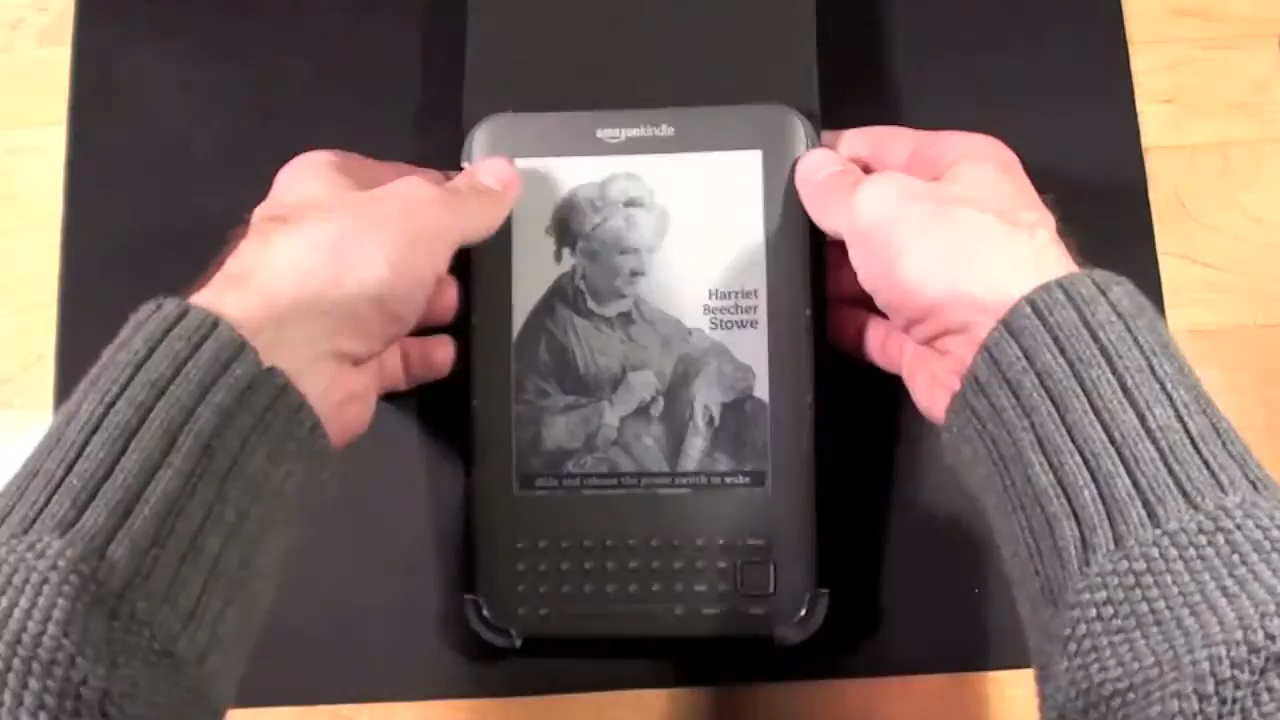 amazonkindle
Harriet
Beecher
Stowe
slide and release the power switch to wake